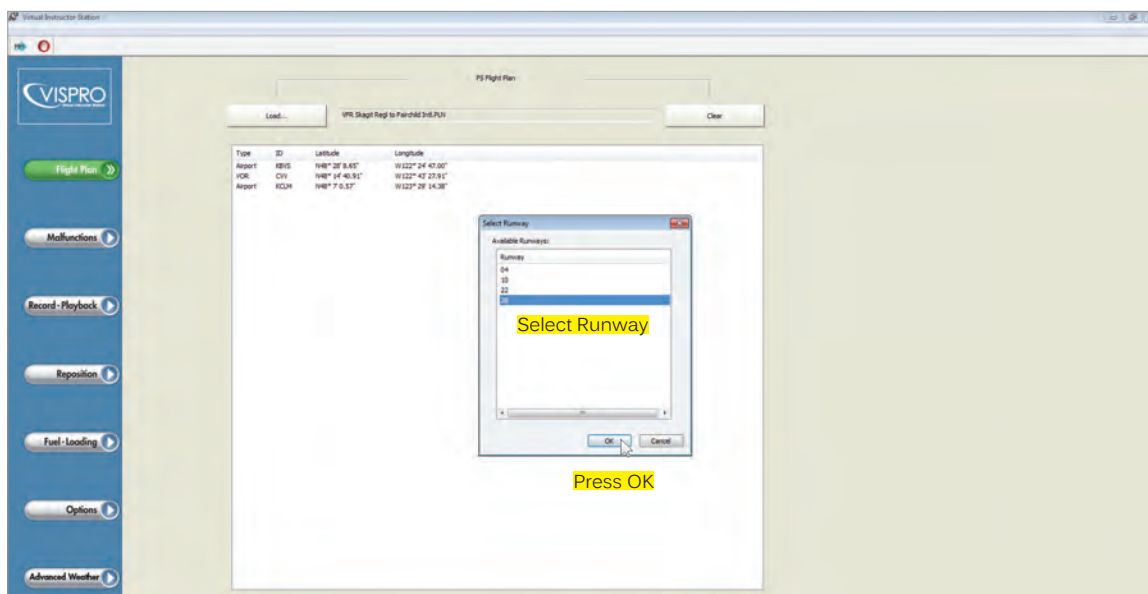 Virtual Instructor Station
VISPRO
FS Flight Plan
Load...
VFR Skagit Regl to Fairchild Intl.PLN
Clear
Type ID Latitude Longitude
Airport KBVS N48° 28' 8.65" W122° 24' 47.00"
VOR CVV N48° 14' 40.91" W122° 43' 27.91"
Airport KCLM N48° 7' 0.57" W123° 29' 14.38"
Flight Plan
Malfunctions
Record - Playback
Reposition
Fuel - Loading
Options
Advanced Weather
Select Runway
Available Runways:
Runway
04
10
22
28
Select Runway
OK
Cancel
Press OK